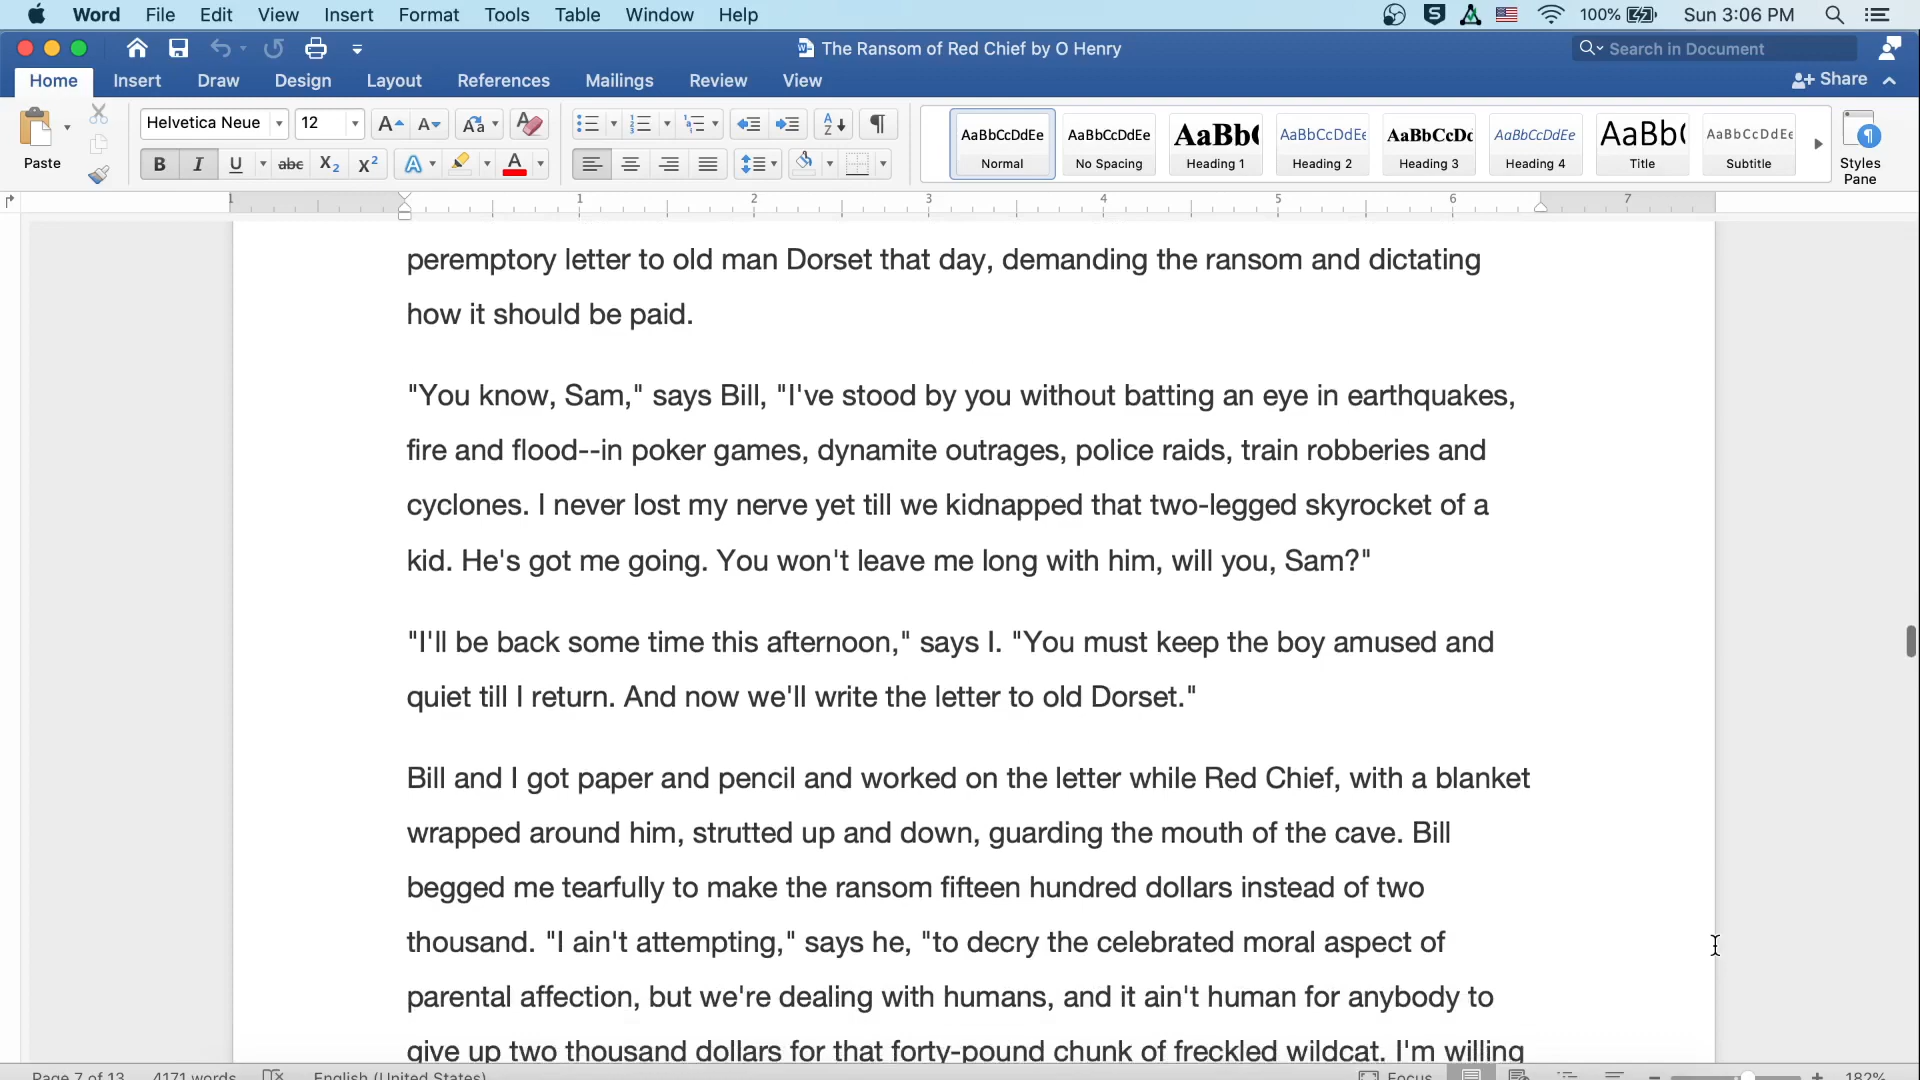 Word File Edit View Insert Format Tools Table Window Help 100% Sun 3:06 PM
The Ransom of Red Chief by O Henry Search in Document
Home Insert Draw Design Layout References Mailings Review View Share
Paste Helvetica Neue 12
AaBbCcDdEe AaBbCcDdEe AaBb( AaBbCcDdEe AaBbCcDc AaBbCcDdEe AaBb( AaBbCcDdEe
Normal No Spacing Heading 1 Heading 2 Heading 3 Heading 4 Title Subtitle Styles Pane
1 1 2 3 4 5 6 7
peremptory letter to old man Dorset that day, demanding the ransom and dictating
how it should be paid.
"You know, Sam," says Bill, "I've stood by you without batting an eye in earthquakes,
fire and flood--in poker games, dynamite outrages, police raids, train robberies and
cyclones. I never lost my nerve yet till we kidnapped that two-legged skyrocket of a
kid. He's got me going. You won't leave me long with him, will you, Sam?"
"I'll be back some time this afternoon," says I. "You must keep the boy amused and
quiet till I return. And now we'll write the letter to old Dorset."
Bill and I got paper and pencil and worked on the letter while Red Chief, with a blanket
wrapped around him, strutted up and down, guarding the mouth of the cave. Bill
begged me tearfully to make the ransom fifteen hundred dollars instead of two
thousand. "I ain't attempting," says he, "to decry the celebrated moral aspect of
parental affection, but we're dealing with humans, and it ain't human for anybody to
give up two thousand dollars for that forty-pound chunk of freckled wildcat. I'm willing
Page 7 of 13 4171 words English (United States) Focus 182%